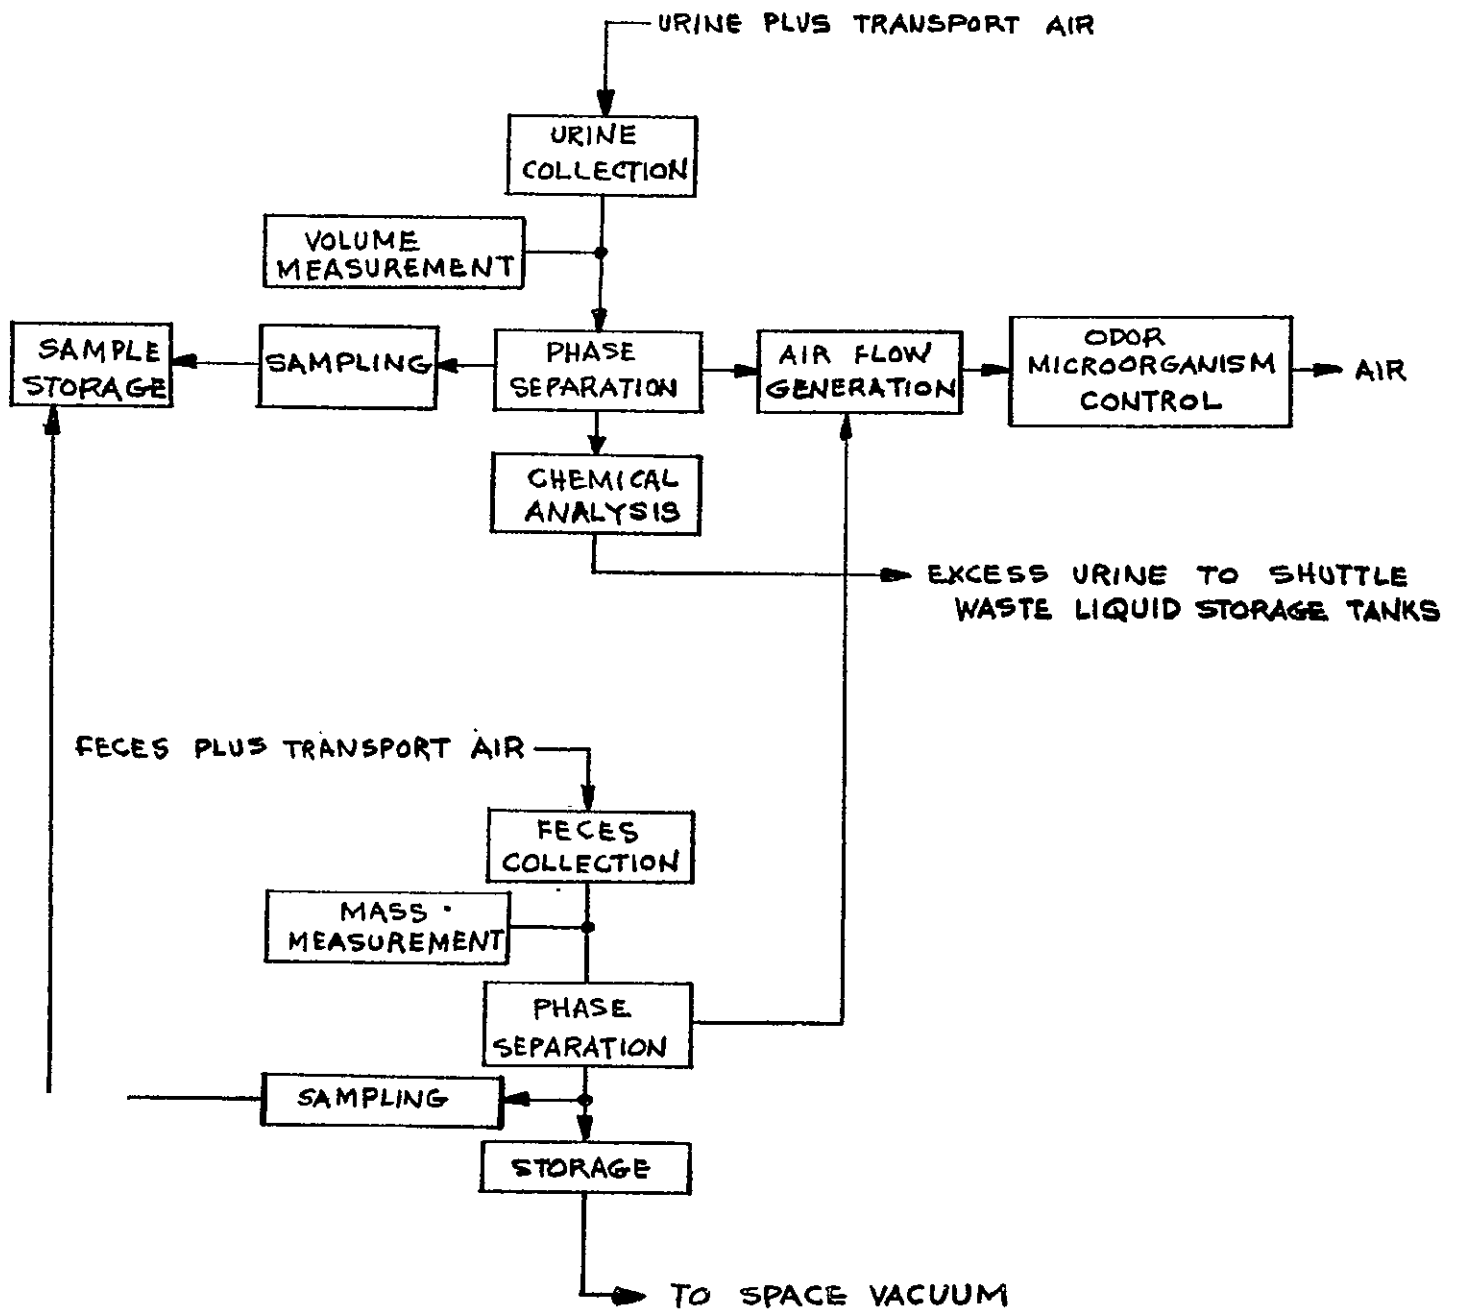 URINE PLUS TRANSPORT AIR
URINE
COLLECTION
VOLUME
MEASUREMENT
SAMPLE
STORAGE
SAMPLING
PHASE
SEPARATION
AIR FLOW
GENERATION
ODOR
MICROORGANISM
CONTROL
AIR
CHEMICAL
ANALYSIS
EXCESS URINE TO SHUTTLE
WASTE LIQUID STORAGE TANKS
FECES PLUS TRANSPORT AIR
FECES
COLLECTION
MASS
MEASUREMENT
PHASE
SEPARATION
SAMPLING
STORAGE
TO SPACE VACUUM